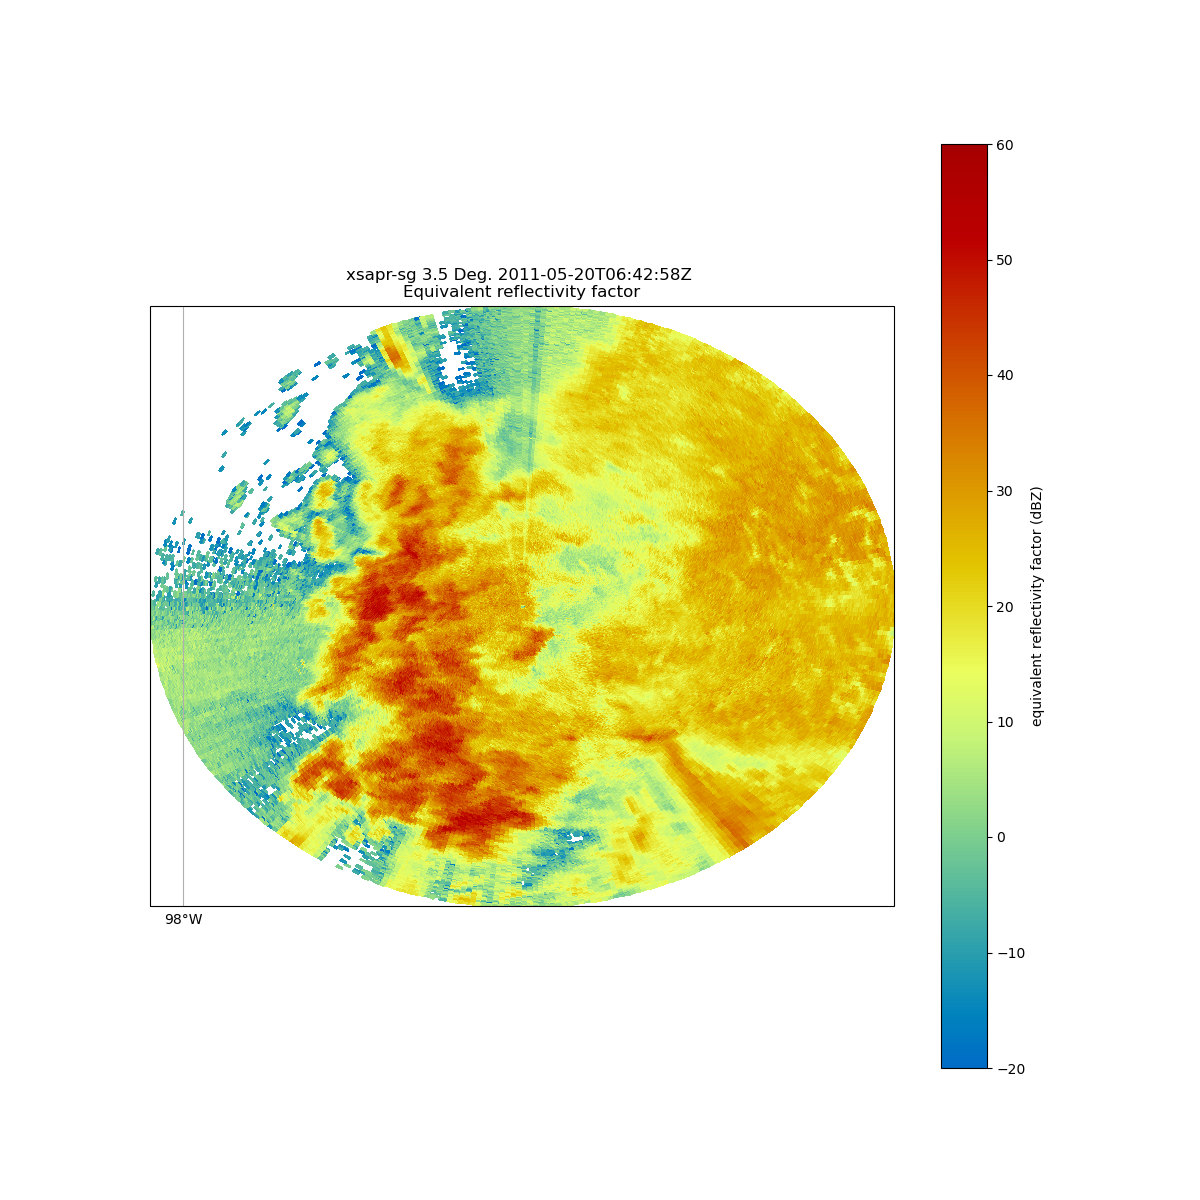 xsapr-sg 3.5 Deg. 2011-05-20T06:42:58Z
Equivalent reflectivity factor
98°W
60
50
40
30
20
10
0
−10
−20
equivalent reflectivity factor (dBZ)